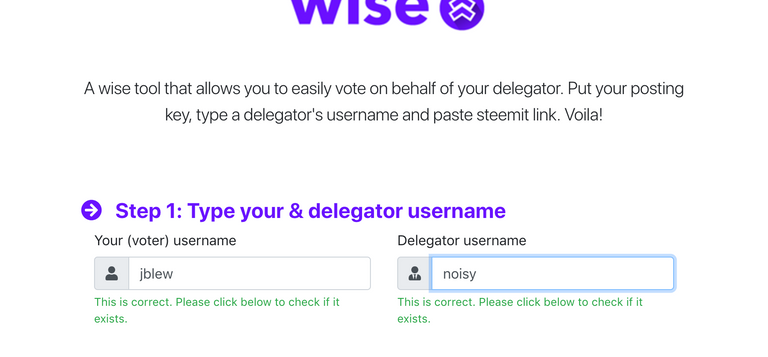 wise
A wise tool that allows you to easily vote on behalf of your delegator. Put your posting
key, type a delegator's username and paste steemit link. Voila!
Step 1: Type your & delegator username
Your (voter) username
Delegator username
jblew
noisy
This is correct. Please click below to check if it
exists.
This is correct. Please click below to check if it
exists.